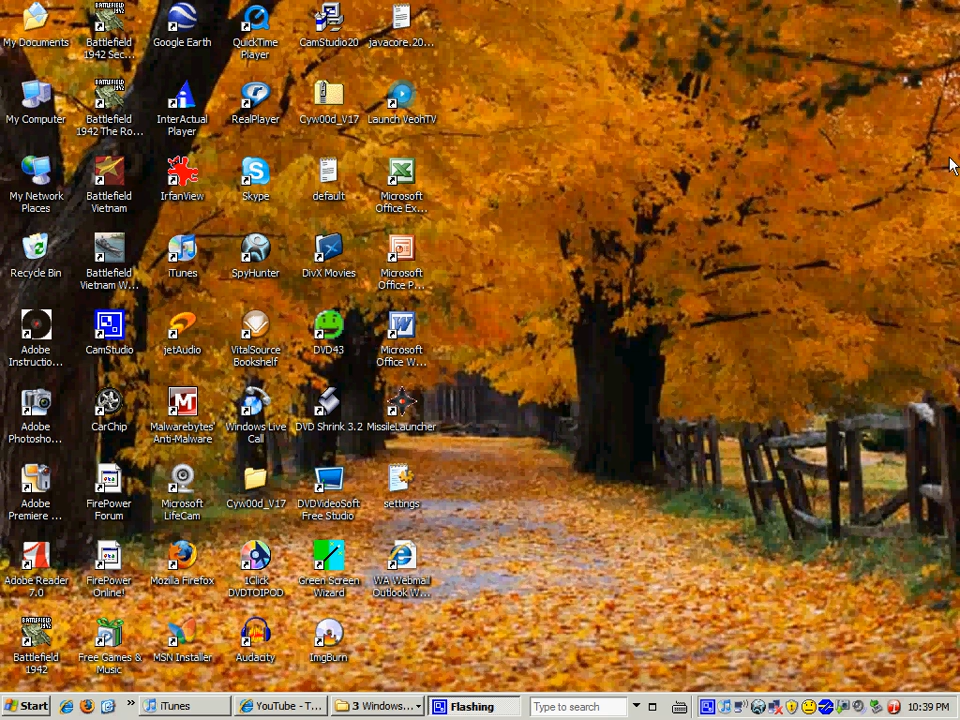 My Documents
Battlefield
1942 Sec...
Google Earth
QuickTime
Player
CamStudio20
javacore.20...
My Computer
Battlefield
1942 The Ro...
InterActual
Player
RealPlayer
Cyw00d_V17
Launch VeohTV
My Network
Places
Battlefield
Vietnam
IrfanView
Skype
default
Microsoft
Office Ex...
Recycle Bin
Battlefield
Vietnam W...
iTunes
SpyHunter
DivX Movies
Microsoft
Office P...
Adobe
Instructio...
CamStudio
jetAudio
VitalSource
Bookshelf
DVD43
Microsoft
Office W...
Adobe
Photosho...
CarChip
Malwarebytes'
Anti-Malware
Windows Live
Call
DVD Shrink 3.2
MissileLauncher
Adobe
Premiere ...
FirePower
Forum
Microsoft
LifeCam
Cyw00d_V17
DVDVideoSoft
Free Studio
settings
Adobe Reader
7.0
FirePower
Online!
Mozilla Firefox
1Click
DVDTOIPOD
Green Screen
Wizard
WA Webmail
Outlook W...
Battlefield
1942
Free Games &
Music
MSN Installer
Audacity
ImgBurn
Start
»
iTunes
YouTube - T...
3 Windows...
Flashing
Type to search
10:39 PM